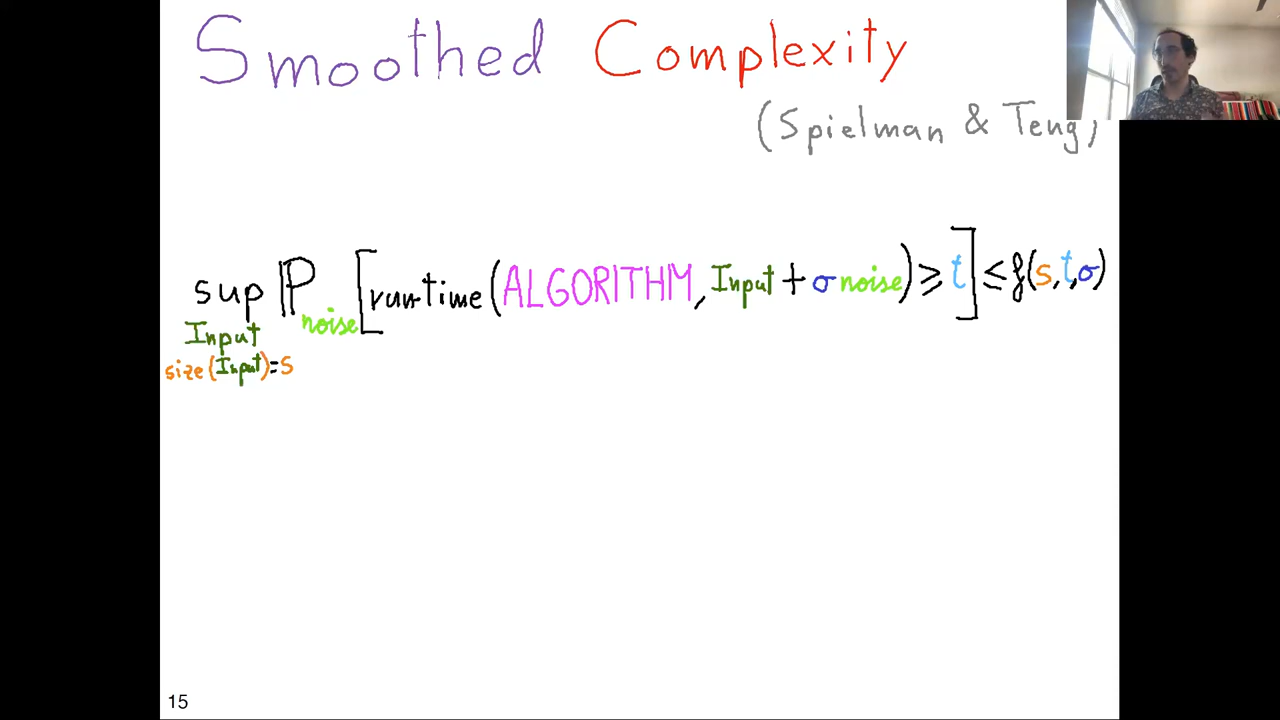 Smoothed Complexity
(Spielman & Teng)
sup ℙ [runtime(ALGORITHM, Input + σ noise) ≥ t] ≤ f(s,t,σ)
Input noise
size(Input)=s
15